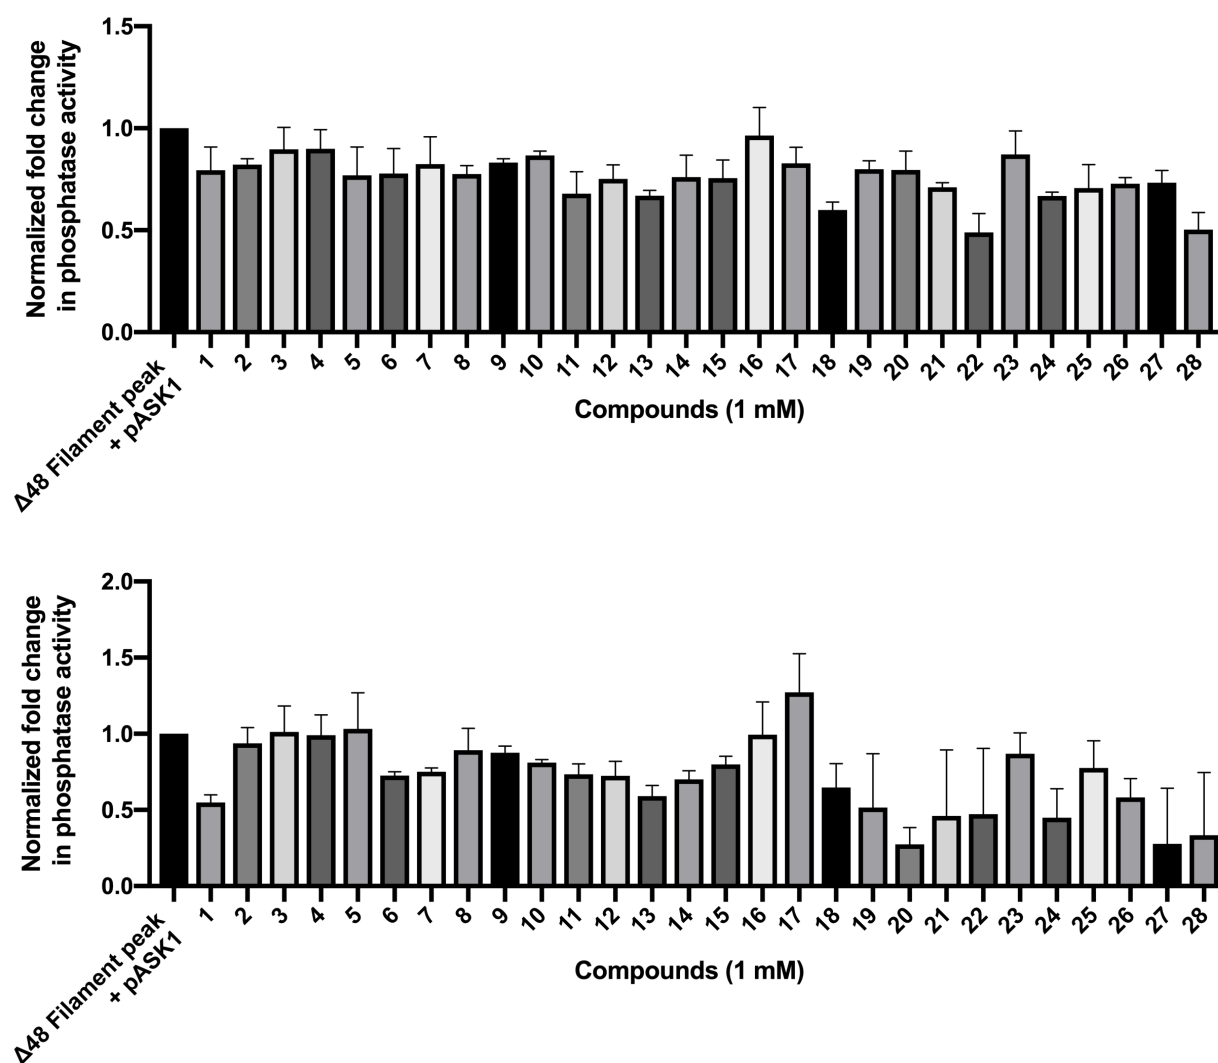 Normalized fold change
in phosphatase activity
1.5
1.0
0.5
0.0
Δ48 Filament peak
+ pASK1
1 2 3 4 5 6 7 8 9 10 11 12 13 14 15 16 17 18 19 20 21 22 23 24 25 26 27 28
Compounds (1 mM)
Normalized fold change
in phosphatase activity
2.0
1.5
1.0
0.5
0.0
Δ48 Filament peak
+ pASK1
1 2 3 4 5 6 7 8 9 10 11 12 13 14 15 16 17 18 19 20 21 22 23 24 25 26 27 28
Compounds (1 mM)